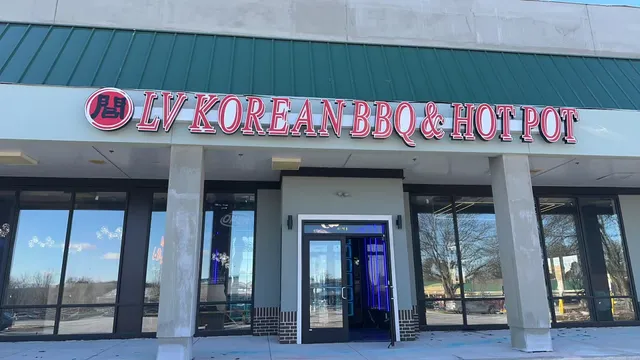 LV KOREAN BBQ & HOT POT